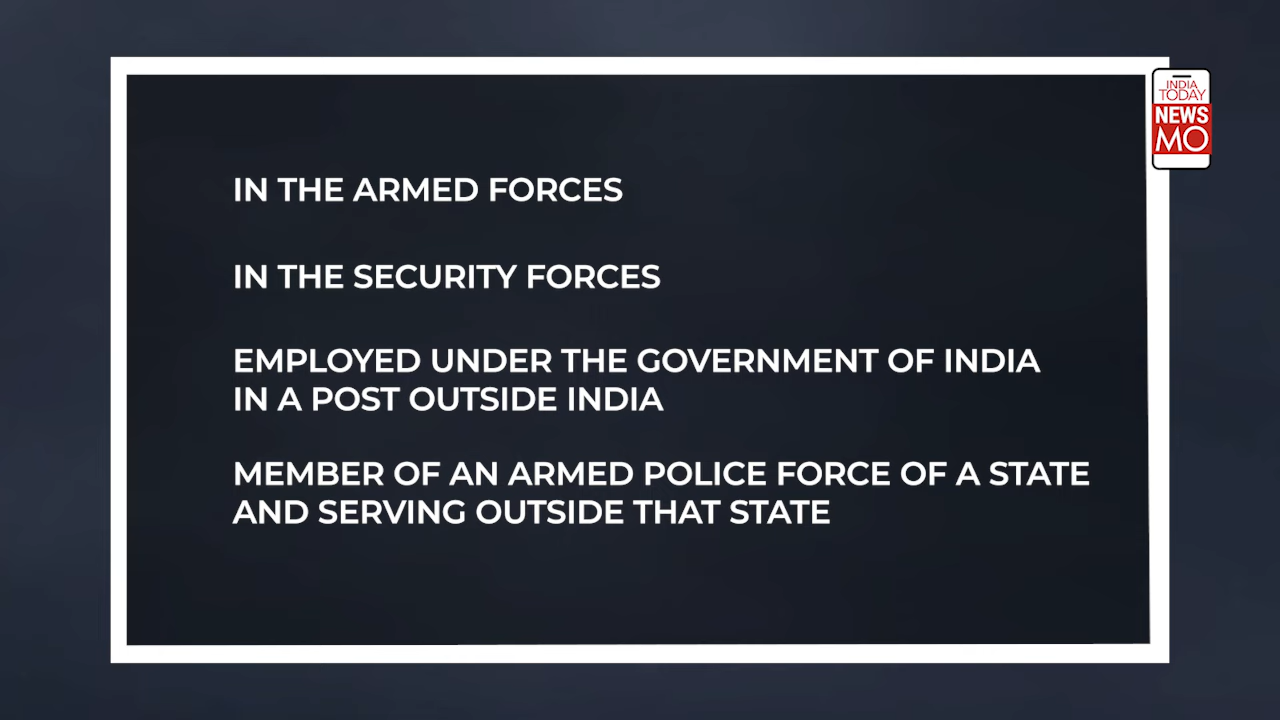 INDIA
TODAY
NEWS
MO
IN THE ARMED FORCES
IN THE SECURITY FORCES
EMPLOYED UNDER THE GOVERNMENT OF INDIA
IN A POST OUTSIDE INDIA
MEMBER OF AN ARMED POLICE FORCE OF A STATE
AND SERVING OUTSIDE THAT STATE